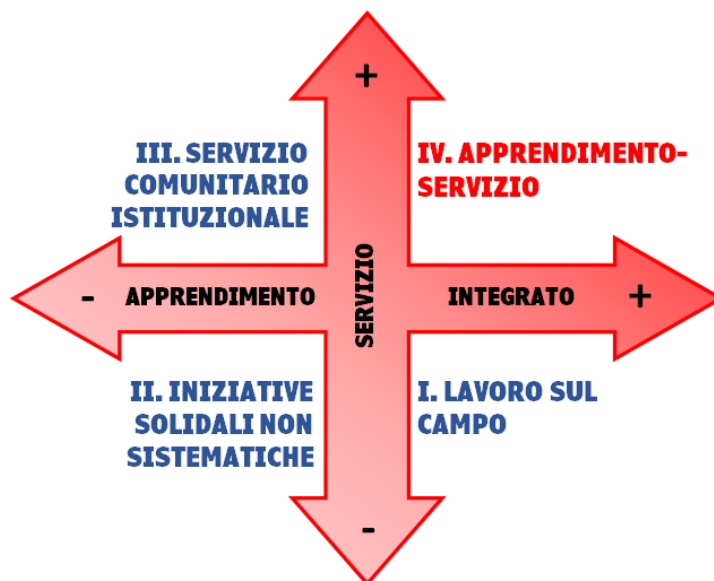 +
III. SERVIZIO
COMUNITARIO
ISTITUZIONALE
IV. APPRENDIMENTO-
SERVIZIO
- APPRENDIMENTO
SERVIZIO
INTEGRATO +
II. INIZIATIVE
SOLIDALI NON
SISTEMATICHE
I. LAVORO SUL
CAMPO
-